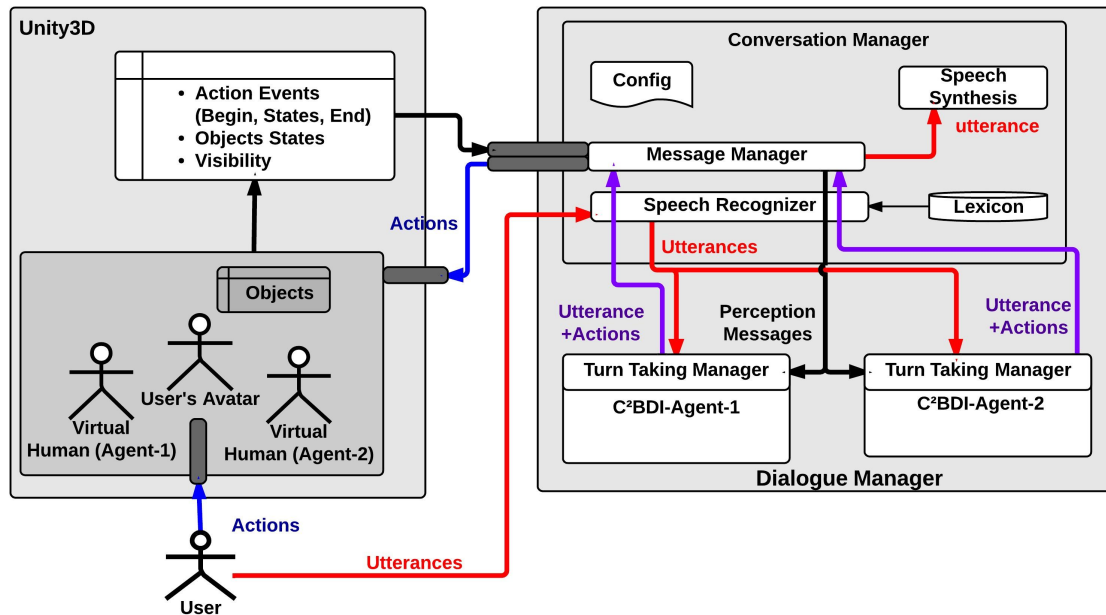 Unity3D
• Action Events
(Begin, States, End)
• Objects States
• Visibility
Objects
User's Avatar
Virtual
Human (Agent-1)
Virtual
Human (Agent-2)
Actions
User
Utterances
Actions
Conversation Manager
Config
Speech
Synthesis
utterance
Message Manager
Speech Recognizer
Lexicon
Utterances
Utterance
+Actions
Perception
Messages
Utterance
+Actions
Turn Taking Manager
C²BDI-Agent-1
Turn Taking Manager
C²BDI-Agent-2
Dialogue Manager